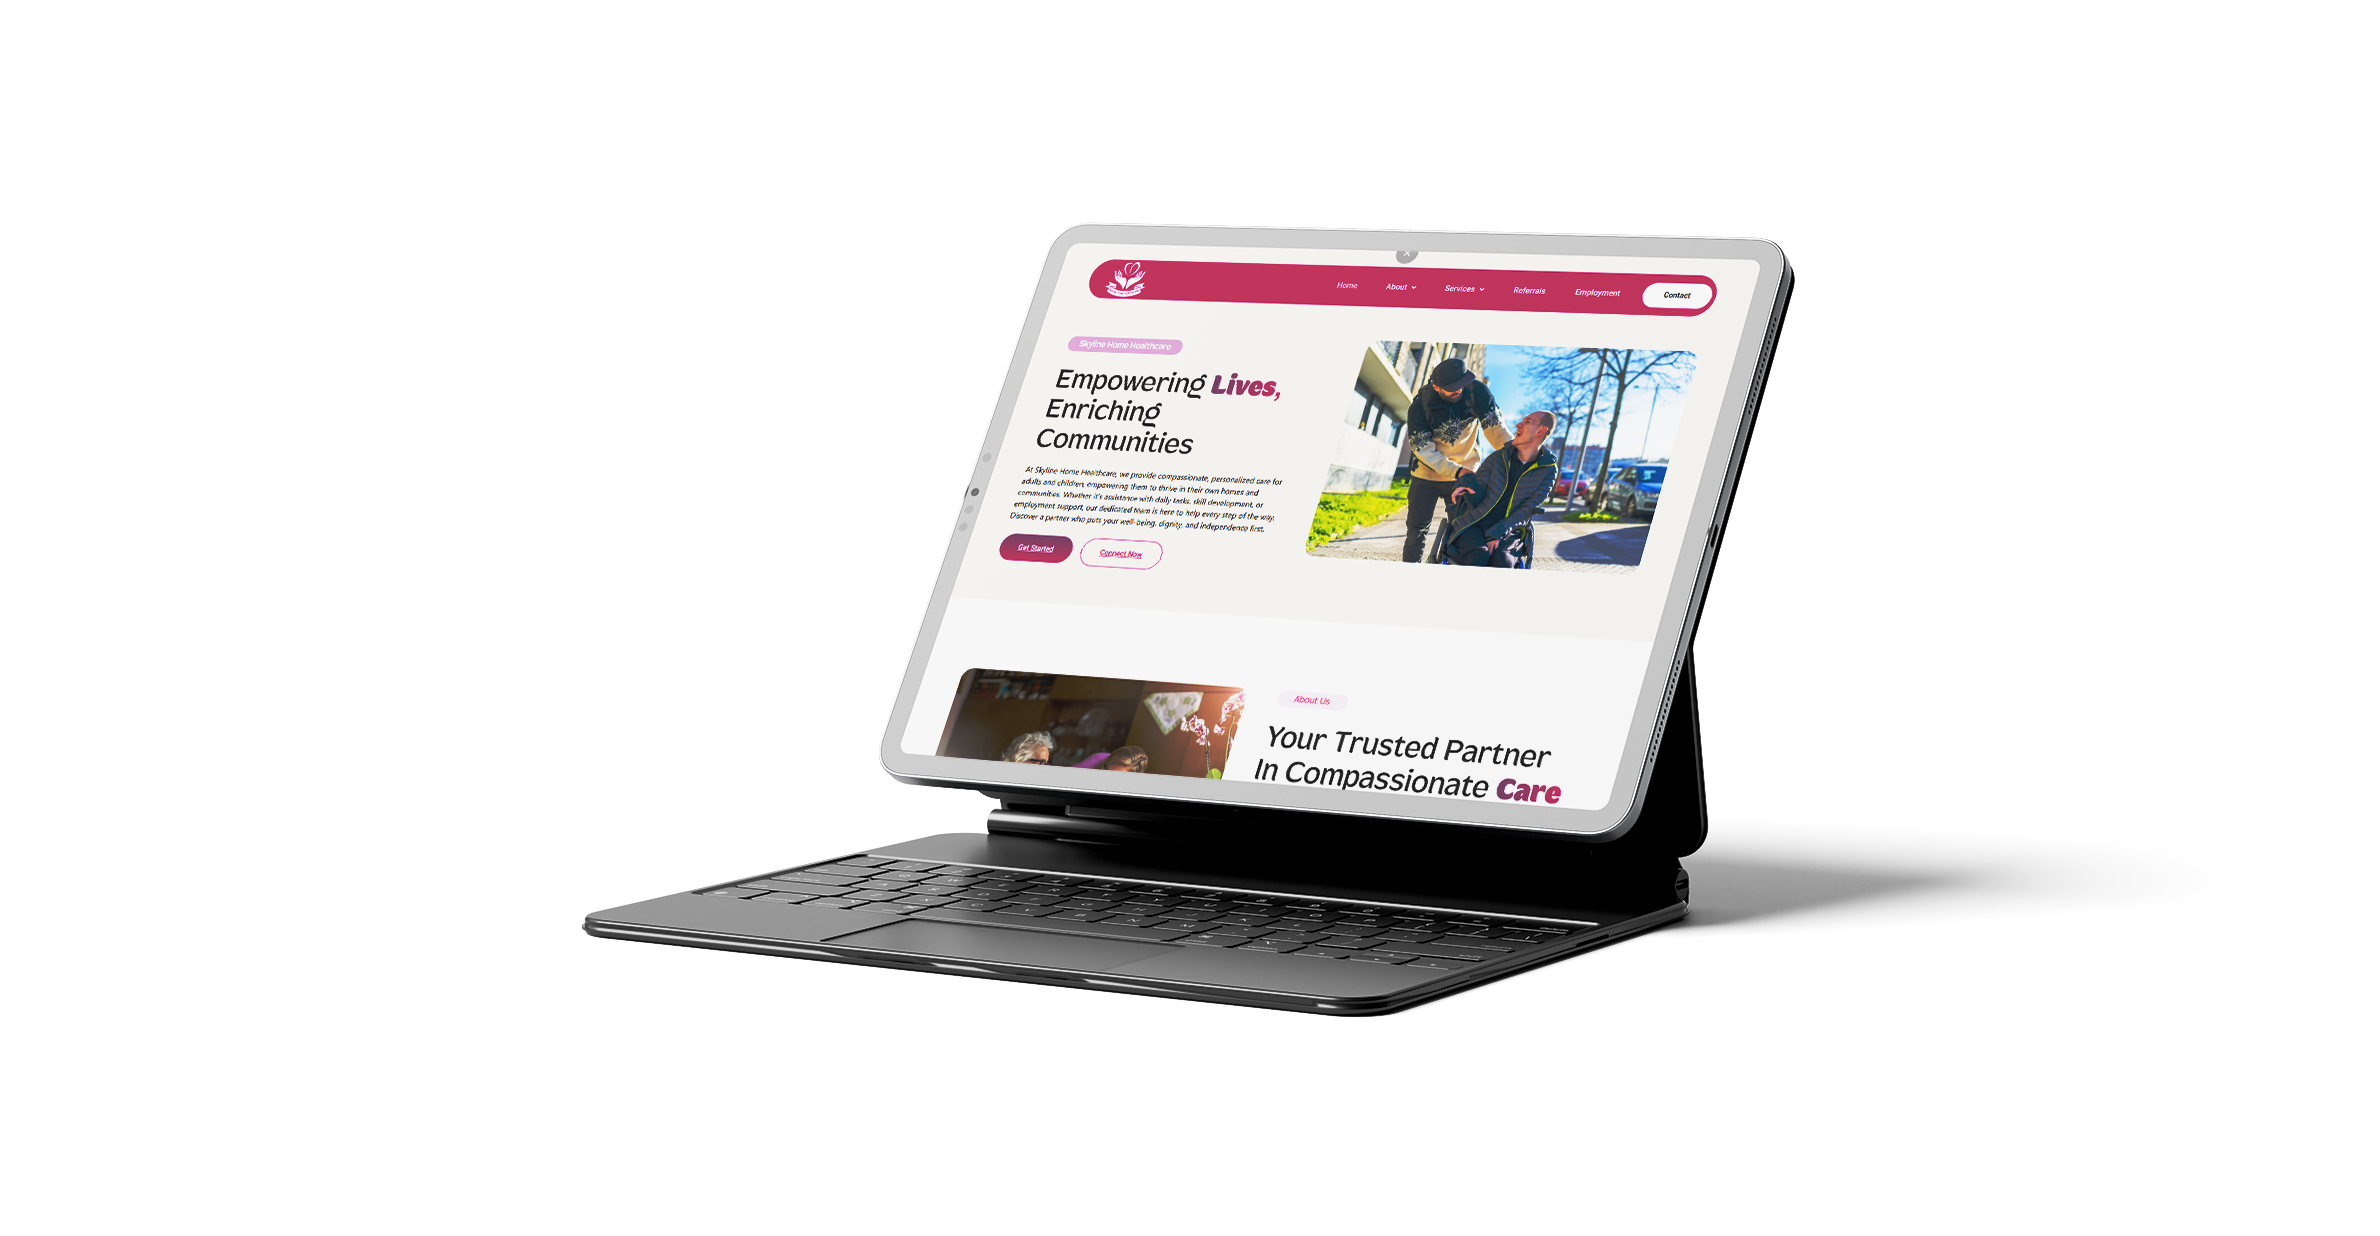 Home About Services Referrals Employment Contact
Skyline Home Healthcare
Empowering Lives,
Enriching
Communities
At Skyline Home Healthcare, we provide compassionate, personalized care for
adults and children, empowering them to thrive in their own homes and
communities. Whether it's assistance with daily tasks, skill development, or
employment support, our dedicated team is here to help every step of the way.
Discover a partner who puts your well-being, dignity, and independence first.
Get Started Connect Now
About Us
Your Trusted Partner
In Compassionate Care